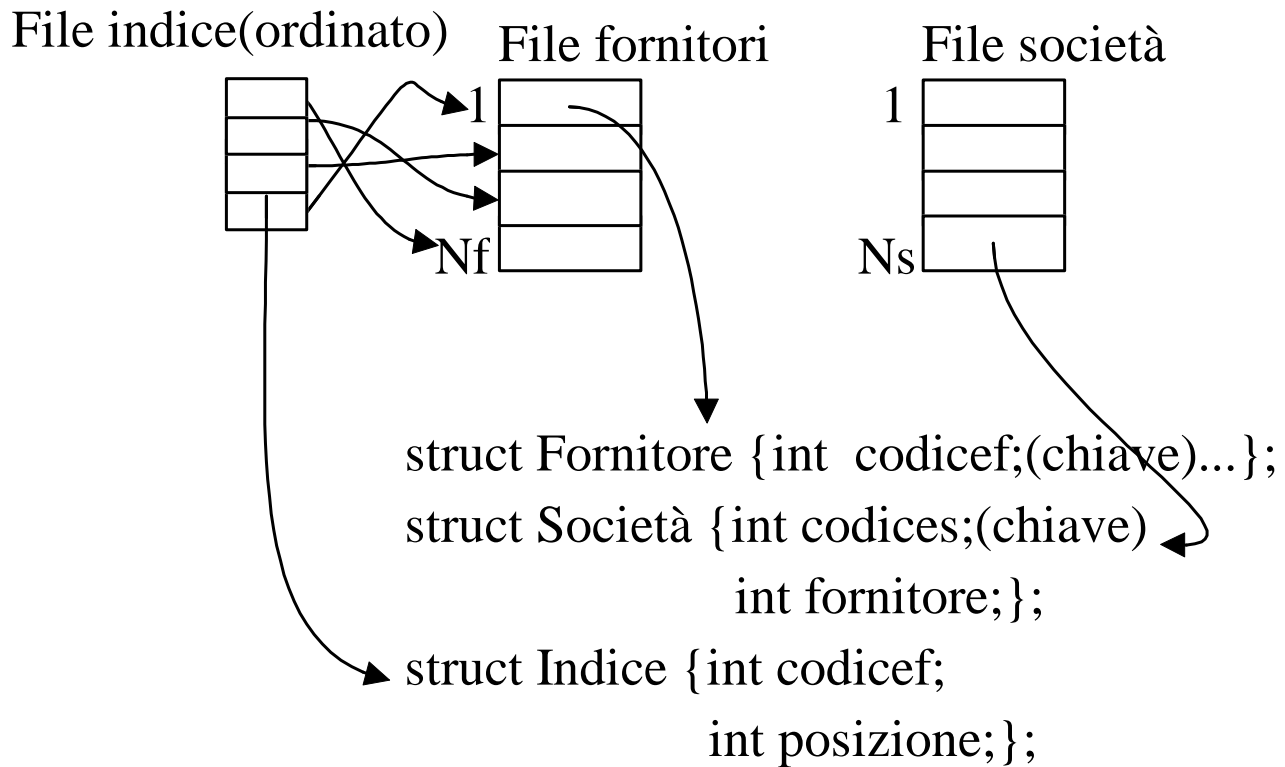 File indice(ordinato)
File fornitori
File società
1
1
Nf
Ns
struct Fornitore {int codicef;(chiave)...};
struct Società {int codices;(chiave)
int fornitore;};
struct Indice {int codicef;
int posizione;};